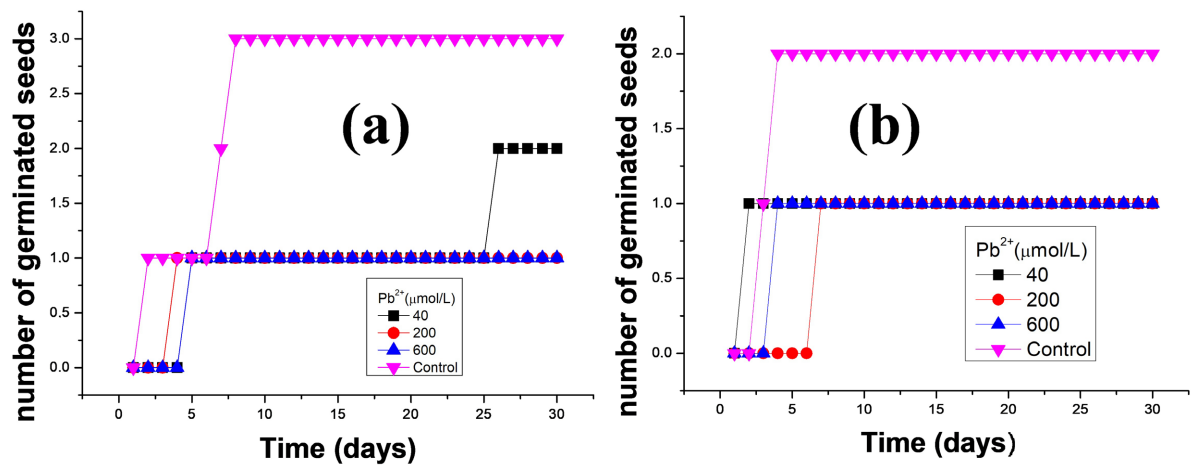 number of germinated seeds
3.0
2.5
2.0
1.5
1.0
0.5
0.0
(a)
Pb²⁺(μmol/L)
40
200
600
Control
0 5 10 15 20 25 30
Time (days)
number of germinated seeds
2.0
1.5
1.0
0.5
0.0
(b)
Pb²⁺(μmol/L)
40
200
600
Control
0 5 10 15 20 25 30
Time (days)